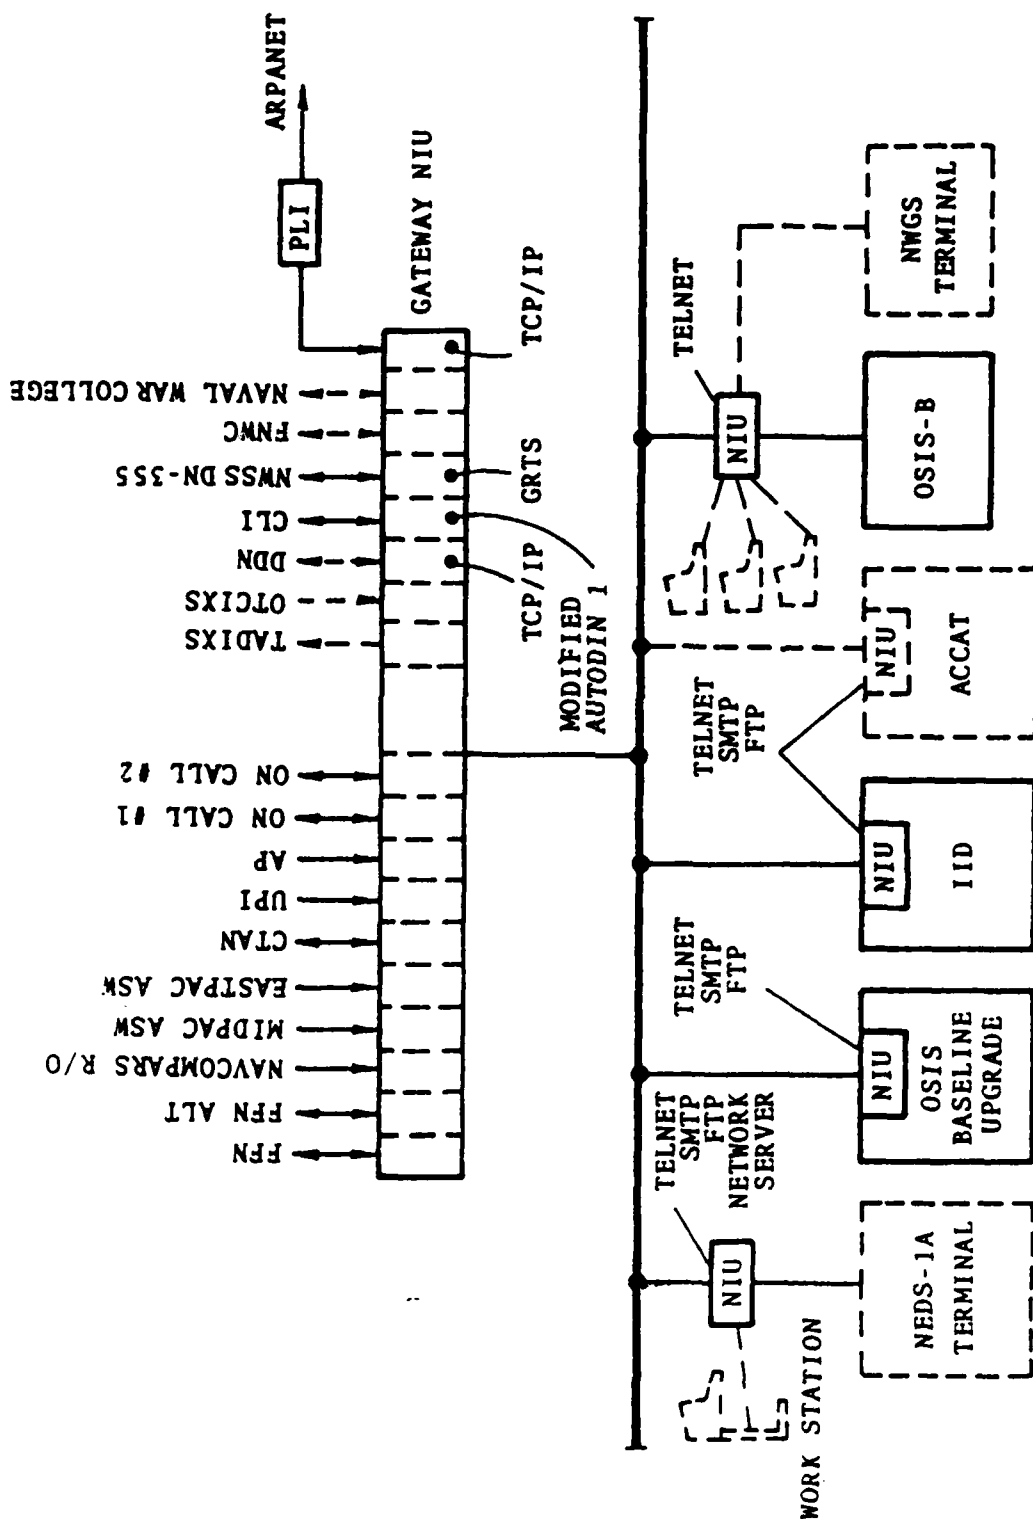 ARPANET
PLI
GATEWAY NIU
FFN
FFN ALT
NAVCOMPARS R/O
MIDPAC ASW
EASTPAC ASW
CTAN
UPI
AP
ON CALL #1
ON CALL #2
TADIXS
OTCIXS
DDN
CLI
NWSS DN-355
FNWC
NAVAL WAR COLLEGE
TCP/IP
GRTS
TCP/IP
MODIFIED
AUTODIN 1
TELNET
SMTP
FTP
NETWORK
SERVER
NIU
WORK STATION
NEDS-1A
TERMINAL
TELNET
SMTP
FTP
NIU
OSIS
BASELINE
UPGRADE
TELNET
SMTP
FTP
NIU
IID
NIU
ACCAT
TELNET
NIU
OSIS-B
NWGS
TERMINAL